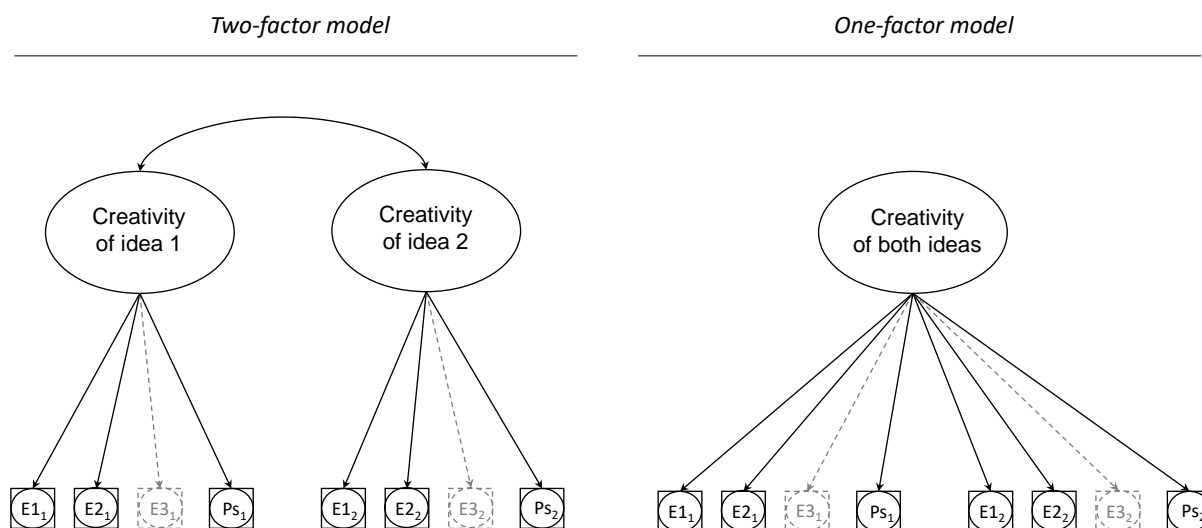 Two-factor model
One-factor model
Creativity
of idea 1
Creativity
of idea 2
Creativity
of both ideas
E1₁ E2₁ E3₁ Ps₁ E1₂ E2₂ E3₂ Ps₂
E1₁ E2₁ E3₁ Ps₁ E1₂ E2₂ E3₂ Ps₂